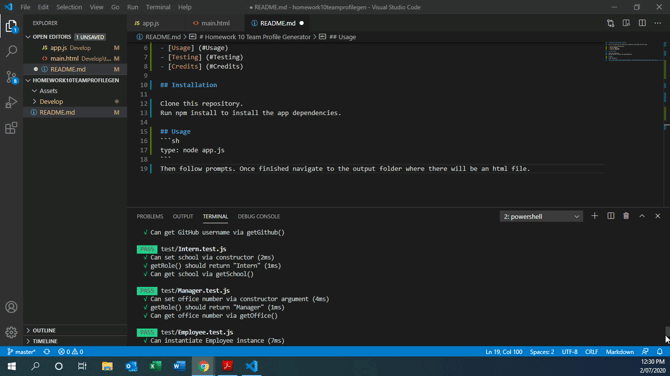 File Edit Selection View Go Run Terminal Help
● README.md - homework10teamprofilegen - Visual Studio Code
EXPLORER
JS app.js
<> main.html
ⓘ README.md ●
OPEN EDITORS 1 UNSAVED
JS app.js Develop M
<> main.html Develop\t... M
● ⓘ README.md M
HOMEWORK10TEAMPROFILEGEN
Assets
Develop
ⓘ README.md M
OUTLINE
TIMELINE
ⓘ README.md > # Homework 10 Team Profile Generator > ## Usage
6 - [Usage] (#Usage)
7 - [Testing] (#Testing)
8 - [Credits] (#Credits)
9
10 ## Installation
11
12 Clone this repository.
13 Run npm install to install the app dependencies.
14
15 ## Usage
16 ```sh
17 type: node app.js
18 ```
19 Then follow prompts. Once finished navigate to the output folder where there will be an html file.
PROBLEMS OUTPUT TERMINAL DEBUG CONSOLE
2: powershell
√ Can get GitHub username via getGithub()
PASS test/Intern.test.js
√ Can set school via constructor (2ms)
√ getRole() should return "Intern" (1ms)
√ Can get school via getSchool()
PASS test/Manager.test.js
√ Can set office number via constructor argument (4ms)
√ getRole() should return "Manager" (1ms)
√ Can get office number via getOffice()
PASS test/Employee.test.js
√ Can instantiate Employee instance (7ms)
master* 0 0
Ln 19, Col 100 Spaces: 2 UTF-8 CRLF Markdown
12:30 PM
2/07/2020